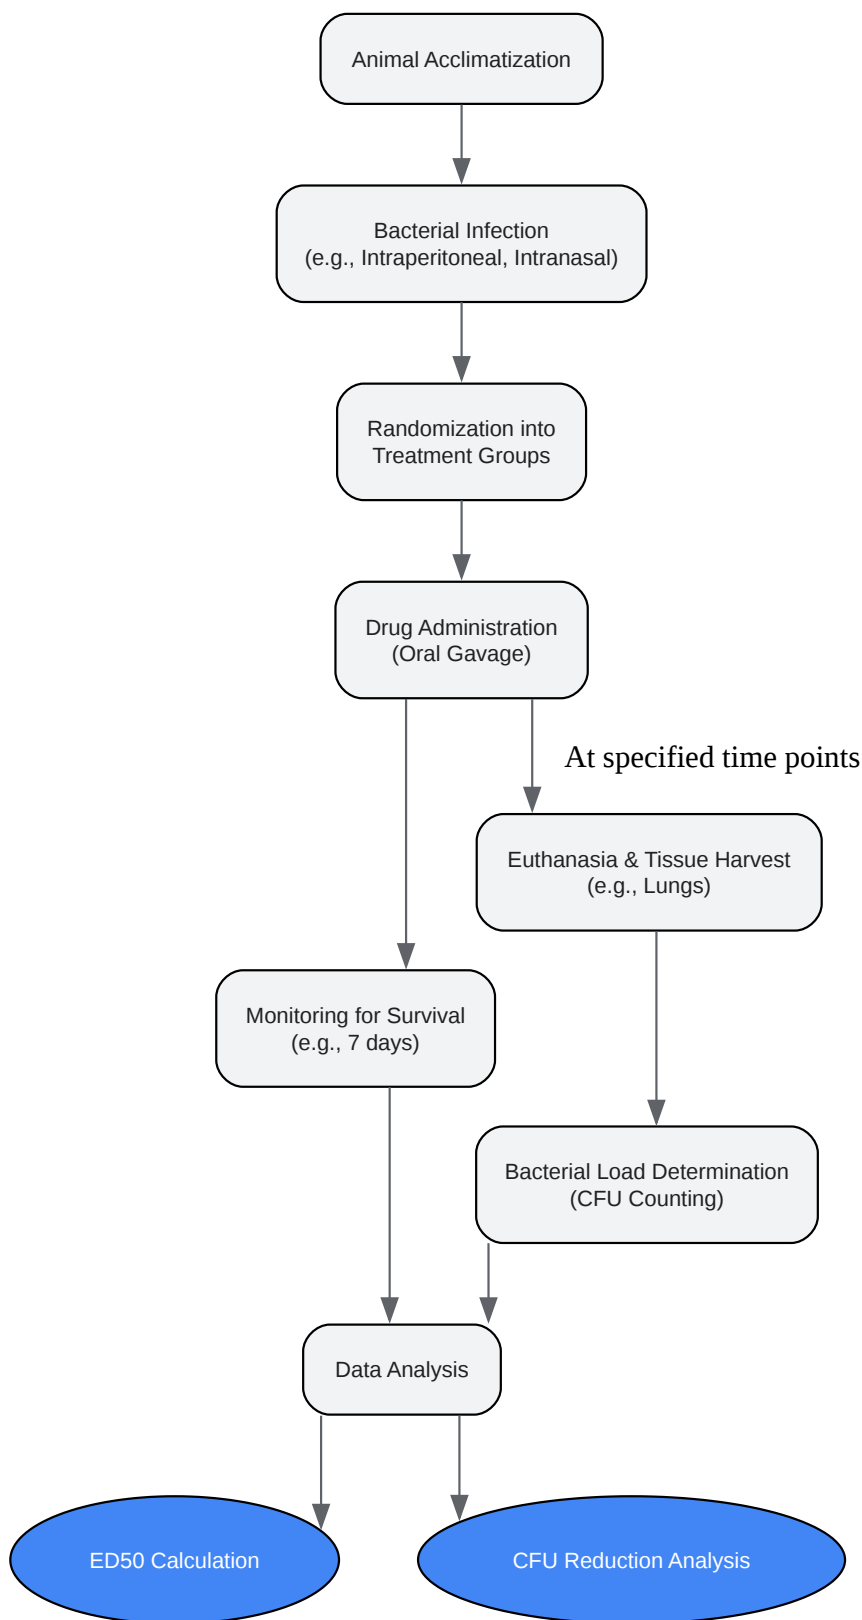 Animal Acclimatization
Bacterial Infection
(e.g., Intraperitoneal, Intranasal)
Randomization into
Treatment Groups
Drug Administration
(Oral Gavage)
At specified time points
Euthanasia & Tissue Harvest
(e.g., Lungs)
Monitoring for Survival
(e.g., 7 days)
Bacterial Load Determination
(CFU Counting)
Data Analysis
ED50 Calculation
CFU Reduction Analysis